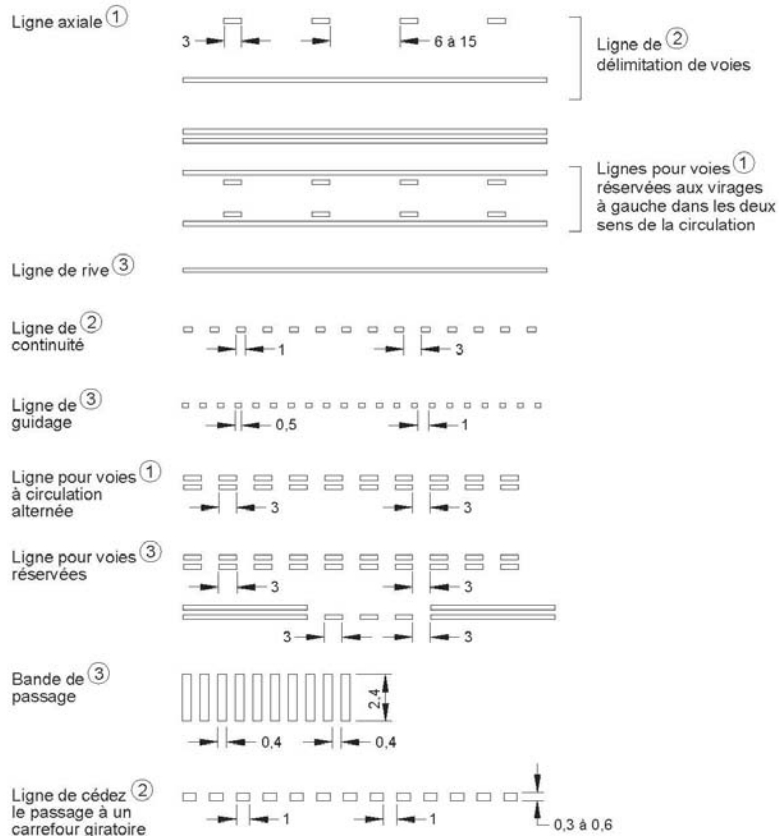 Ligne axiale ①
3
6 à 15
Ligne de ②
délimitation de voies
Lignes pour voies ①
réservées aux virages
à gauche dans les deux
sens de la circulation
Ligne de rive ③
Ligne de ②
continuité
1
3
Ligne de ③
guidage
0,5
1
Ligne pour voies ①
à circulation
alternée
3
3
Ligne pour voies ③
réservées
3
3
3
3
Bande de ③
passage
2,4
0,4
0,4
Ligne de cédez ②
le passage à un
carrefour giratoire
1
1
0,3 à 0,6